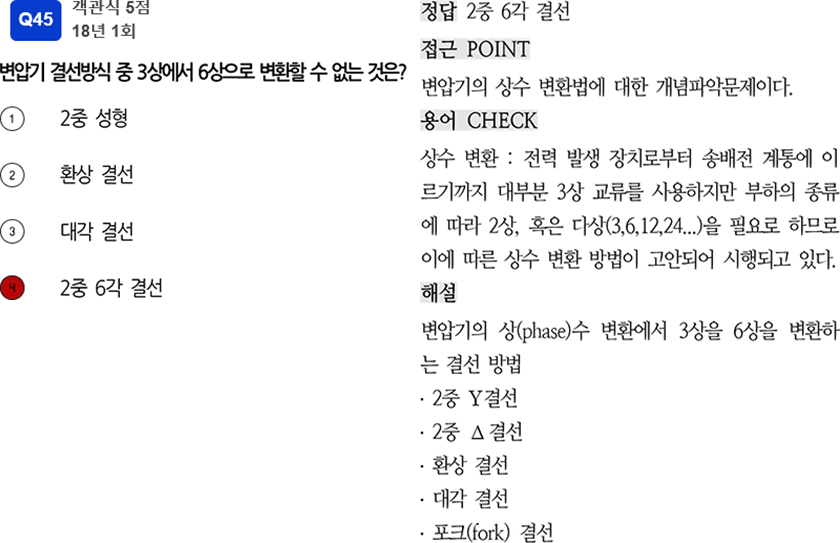 Q45
객관식 5점
18년 1회
변압기 결선방식 중 3상에서 6상으로 변환할 수 없는 것은?
1 2중 성형
2 환상 결선
3 대각 결선
4 2중 6각 결선
정답 2중 6각 결선
접근 POINT
변압기의 상수 변환법에 대한 개념파악문제이다.
용어 CHECK
상수 변환 : 전력 발생 장치로부터 송배전 계통에 이
르기까지 대부분 3상 교류를 사용하지만 부하의 종류
에 따라 2상, 혹은 다상(3,6,12,24...)을 필요로 하므로
이에 따른 상수 변환 방법이 고안되어 시행되고 있다.
해설
변압기의 상(phase)수 변환에서 3상을 6상을 변환하
는 결선 방법
· 2중 Y결선
· 2중 Δ 결선
· 환상 결선
· 대각 결선
· 포크(fork) 결선